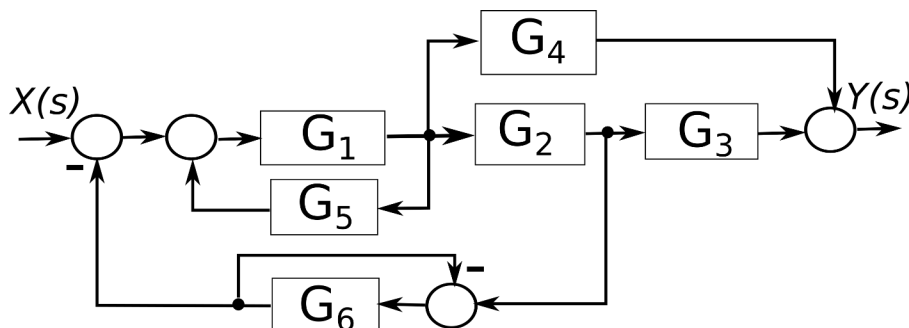 G₄
X(s)
Y(s)
G₁
G₂
G₃
-
G₅
-
G₆